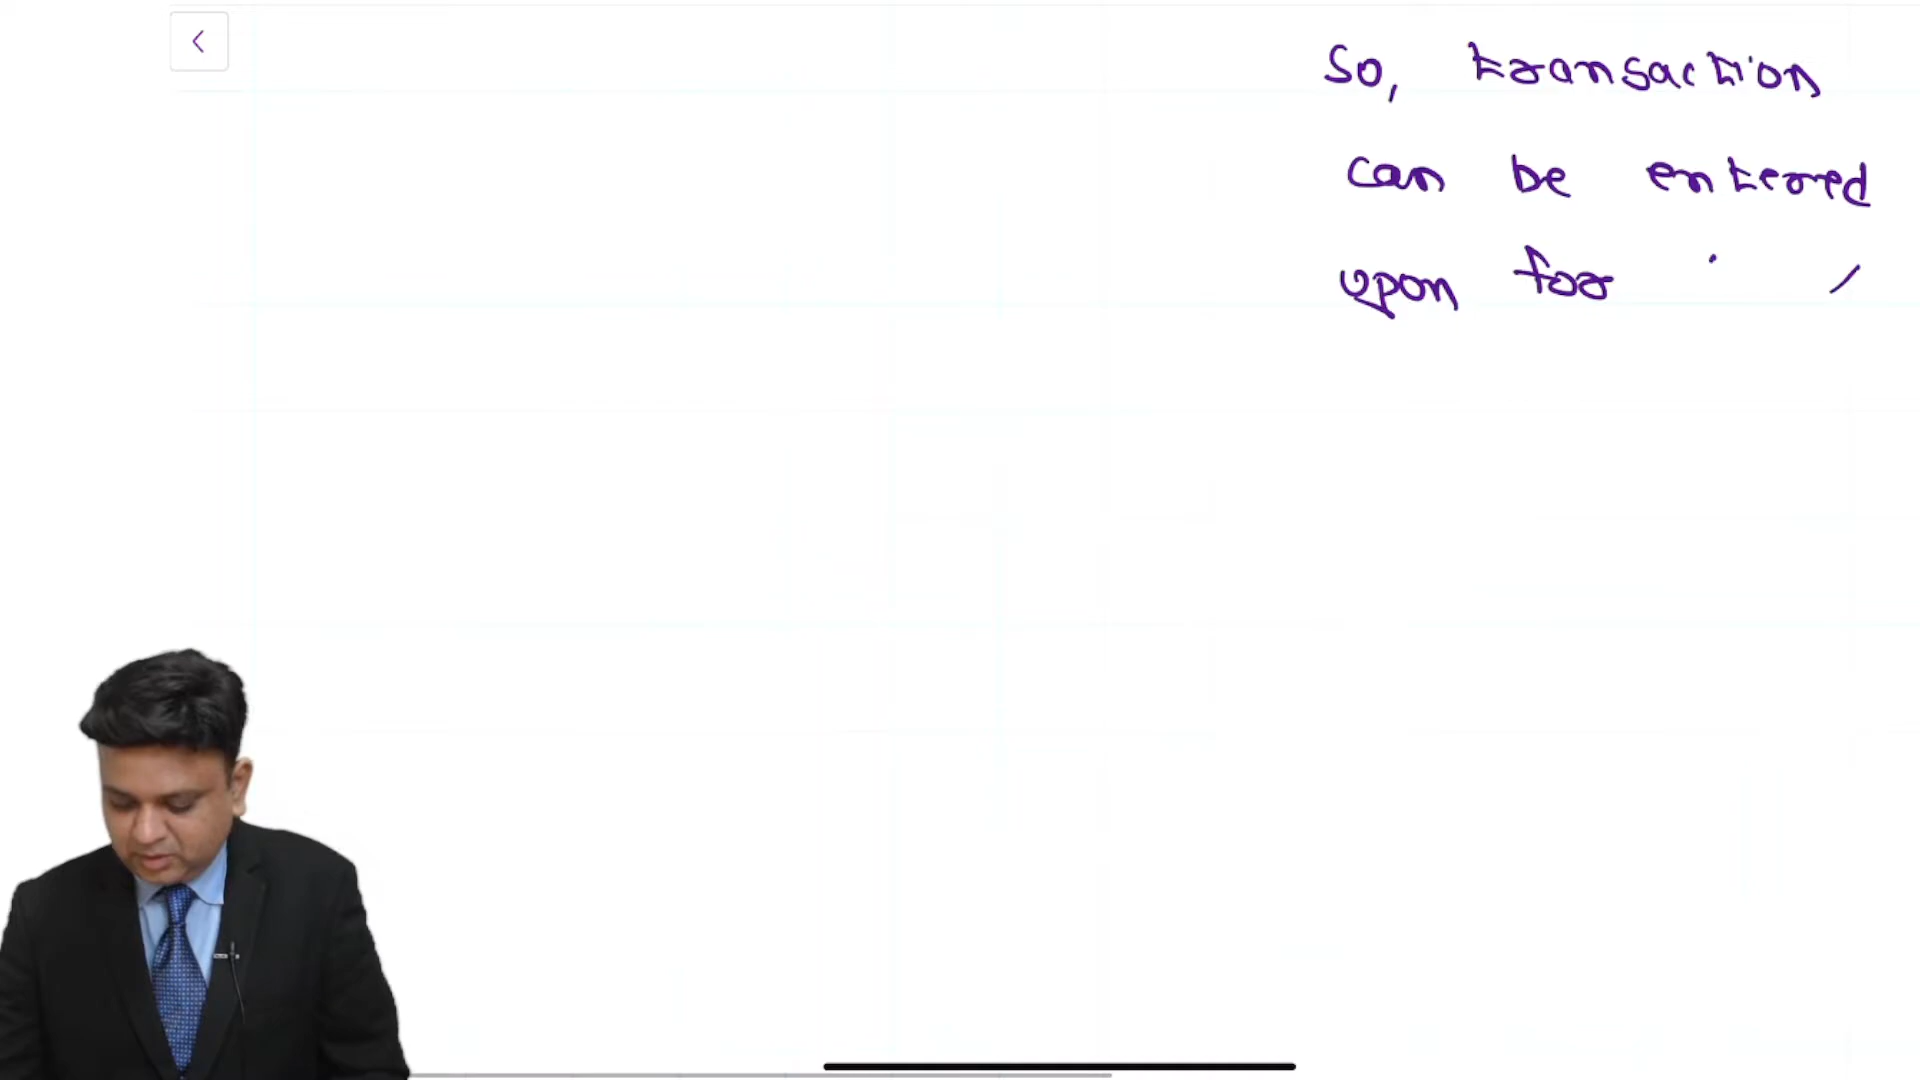 So, transaction
can be entered
upon for